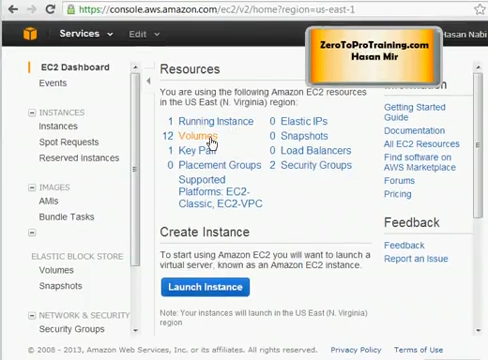 https://console.aws.amazon.com/ec2/v2/home?region=us-east-1
Services
Edit
Hasan Nabi
ZeroToProTraining.com
Hasan Mir
EC2 Dashboard
Events
INSTANCES
Instances
Spot Requests
Reserved Instances
IMAGES
AMIs
Bundle Tasks
ELASTIC BLOCK STORE
Volumes
Snapshots
NETWORK & SECURITY
Security Groups
Resources
You are using the following Amazon EC2 resources
in the US East (N. Virginia) region:
1 Running Instance
0 Elastic IPs
12 Volumes
0 Snapshots
1 Key Pair
0 Load Balancers
0 Placement Groups
2 Security Groups
Supported
Platforms: EC2-
Classic, EC2-VPC
Create Instance
To start using Amazon EC2 you will want to launch a
virtual server, known as an Amazon EC2 instance.
Launch Instance
Note: Your instances will launch in the US East (N. Virginia)
region
Information
Getting Started
Guide
Documentation
All EC2 Resources
Find software on
AWS Marketplace
Forums
Pricing
Feedback
Feedback
Report an Issue
© 2008 - 2013, Amazon Web Services, Inc. or its affiliates. All rights reserved.
Privacy Policy
Terms of Use